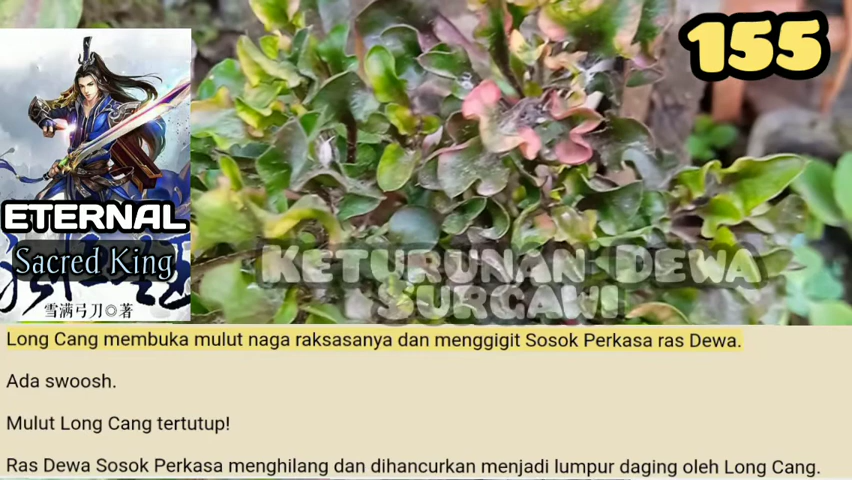 155
ETERNAL
Sacred King
雪满弓刀◎著
KETURUNAN DEWA
SURGAWI
Long Cang membuka mulut naga raksasanya dan menggigit Sosok Perkasa ras Dewa.
Ada swoosh.
Mulut Long Cang tertutup!
Ras Dewa Sosok Perkasa menghilang dan dihancurkan menjadi lumpur daging oleh Long Cang.